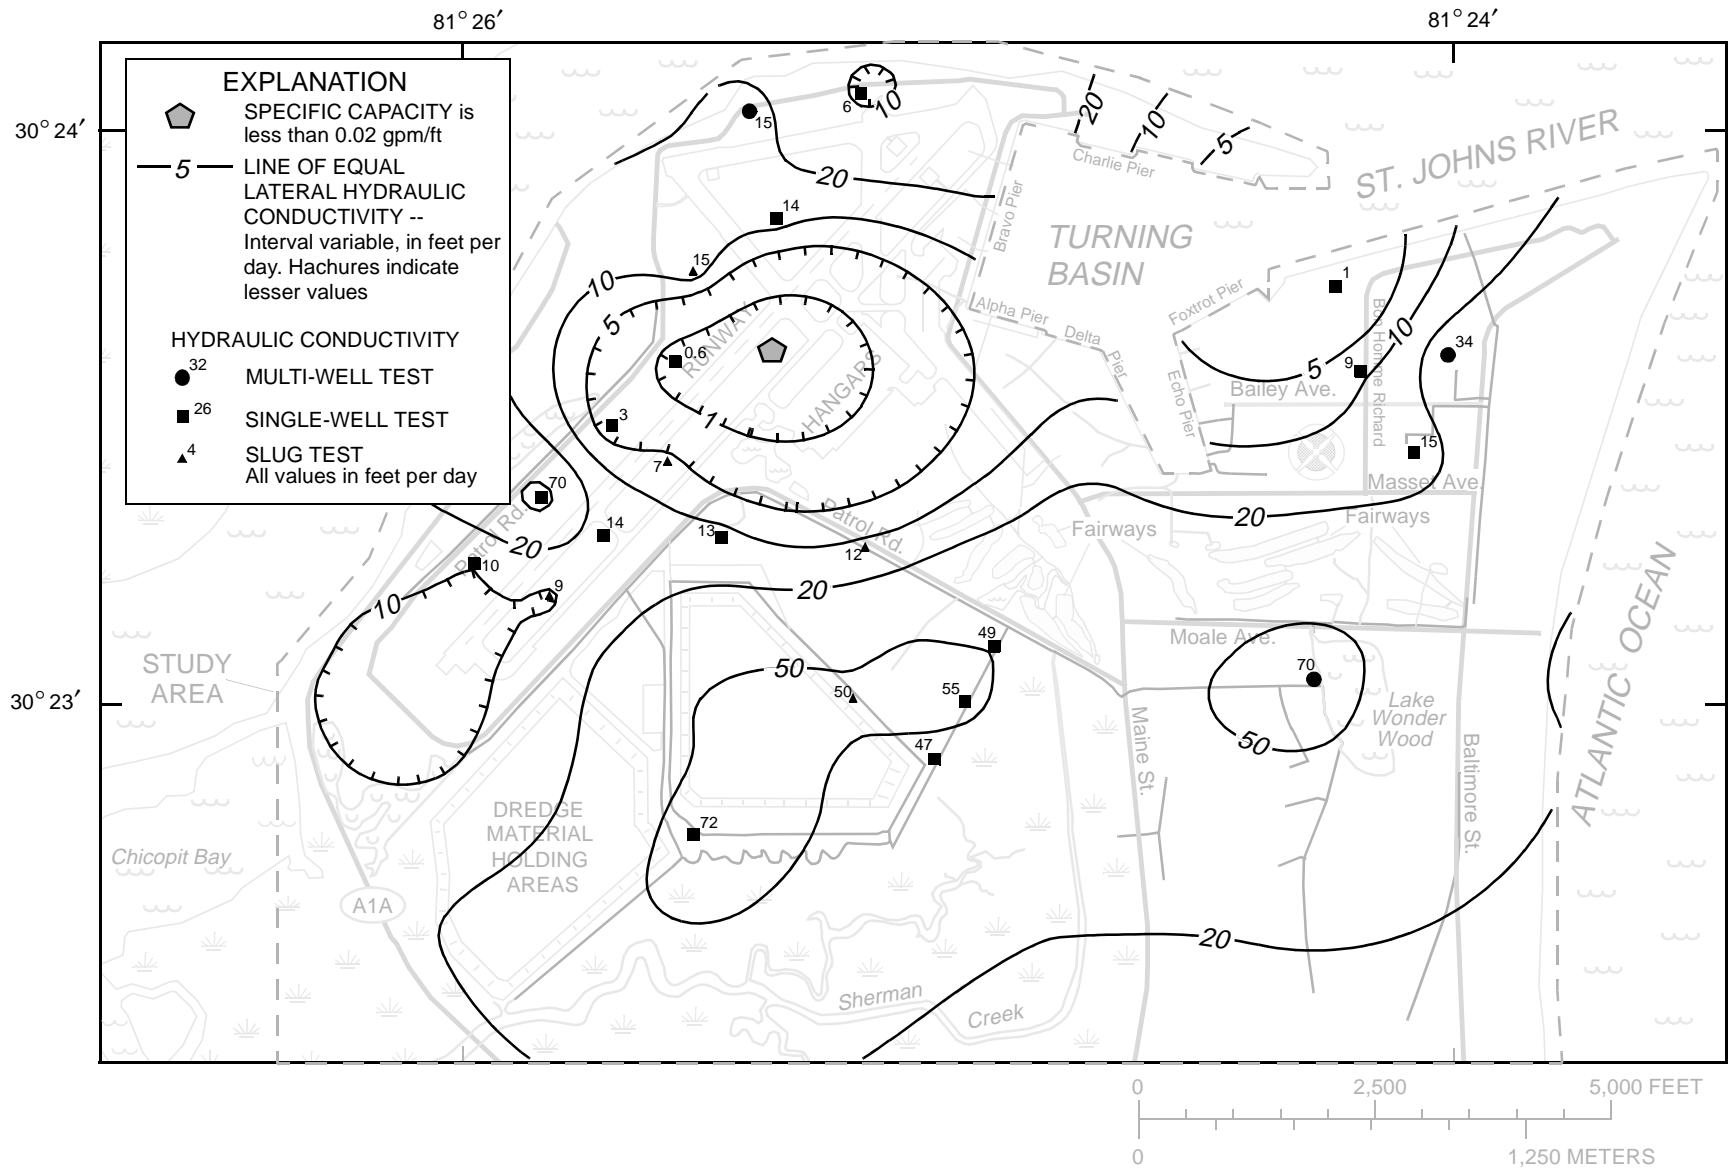 81° 26′
81° 24′
30° 24′
30° 23′
EXPLANATION
SPECIFIC CAPACITY is
less than 0.02 gpm/ft
5
LINE OF EQUAL
LATERAL HYDRAULIC
CONDUCTIVITY --
Interval variable, in feet per
day. Hachures indicate
lesser values
HYDRAULIC CONDUCTIVITY
32
MULTI-WELL TEST
26
SINGLE-WELL TEST
4
SLUG TEST
All values in feet per day
6
10
15
20
20
10
5
Charlie Pier
ST. JOHNS RIVER
14
Bravo Pier
TURNING
BASIN
15
10
5
1
Foxtrot Pier
Alpha Pier
Delta
Pier
Echo Pier
Bon Homme Richard
10
34
RUNWAY
HANGARS
0.6
5
9
Bailey Ave.
3
1
7
15
70
Masset Ave.
Patrol Rd.
20
14
13
Patrol Rd.
12
Fairways
20
Fairways
10
9
10
20
Moale Ave.
49
STUDY
AREA
50
50
55
70
Lake
Wonder
Wood
50
47
Maine St.
Baltimore St.
ATLANTIC OCEAN
DREDGE
MATERIAL
HOLDING
AREAS
72
Chicopit Bay
A1A
20
Sherman
Creek
0
2,500
5,000 FEET
0
1,250 METERS